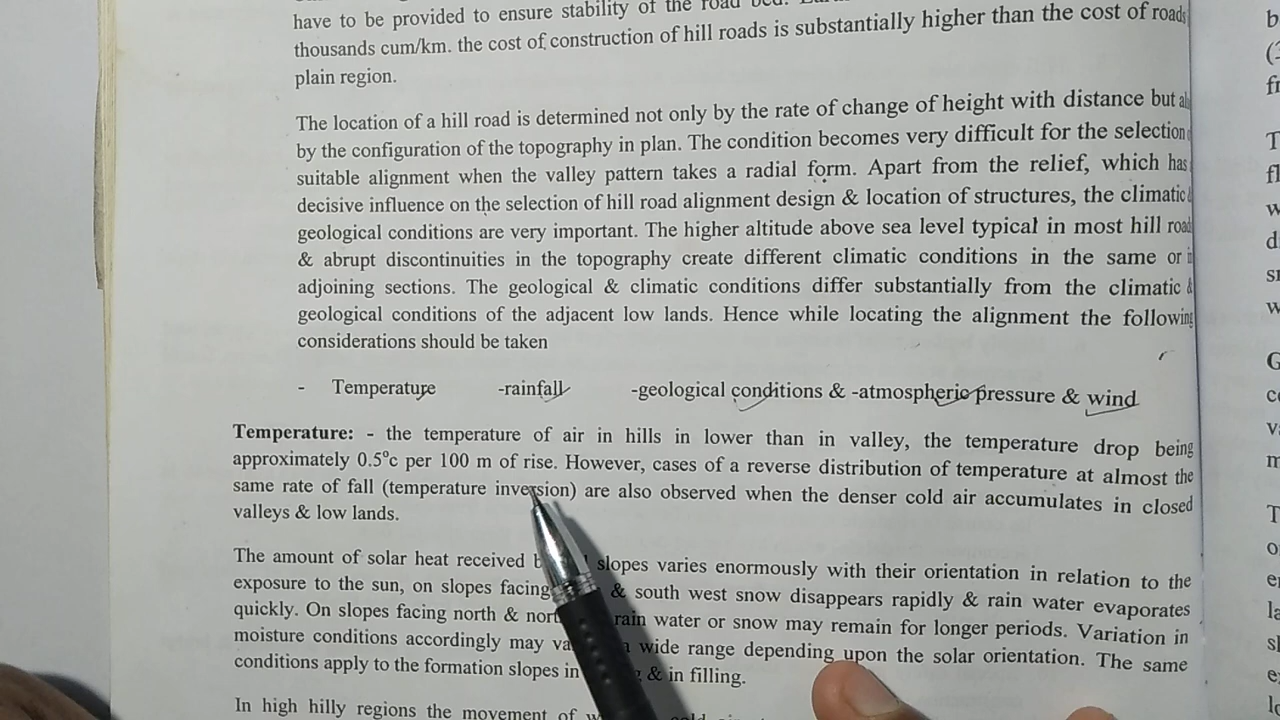 have to be provided to ensure stability of the road bed.
thousands cum/km. the cost of construction of hill roads is substantially higher than the cost of roads
plain region.
The location of a hill road is determined not only by the rate of change of height with distance but
by the configuration of the topography in plan. The condition becomes very difficult for the selection
suitable alignment when the valley pattern takes a radial form. Apart from the relief, which has
decisive influence on the selection of hill road alignment design & location of structures, the climatic
geological conditions are very important. The higher altitude above sea level typical in most hill road
& abrupt discontinuities in the topography create different climatic conditions in the same or
adjoining sections. The geological & climatic conditions differ substantially from the climatic &
geological conditions of the adjacent low lands. Hence while locating the alignment the following
considerations should be taken
- Temperature -rainfall -geological conditions & -atmospheric pressure & wind
Temperature: - the temperature of air in hills in lower than in valley, the temperature drop being
approximately 0.5°c per 100 m of rise. However, cases of a reverse distribution of temperature at almost the
same rate of fall (temperature inversion) are also observed when the denser cold air accumulates in closed
valleys & low lands.
The amount of solar heat received slopes varies enormously with their orientation in relation to the
exposure to the sun, on slopes facing & south west snow disappears rapidly & rain water evaporates
quickly. On slopes facing north & rain water or snow may remain for longer periods. Variation in
moisture conditions accordingly may wide range depending upon the solar orientation. The same
conditions apply to the formation slopes in & in filling.
In high hilly regions the movement of